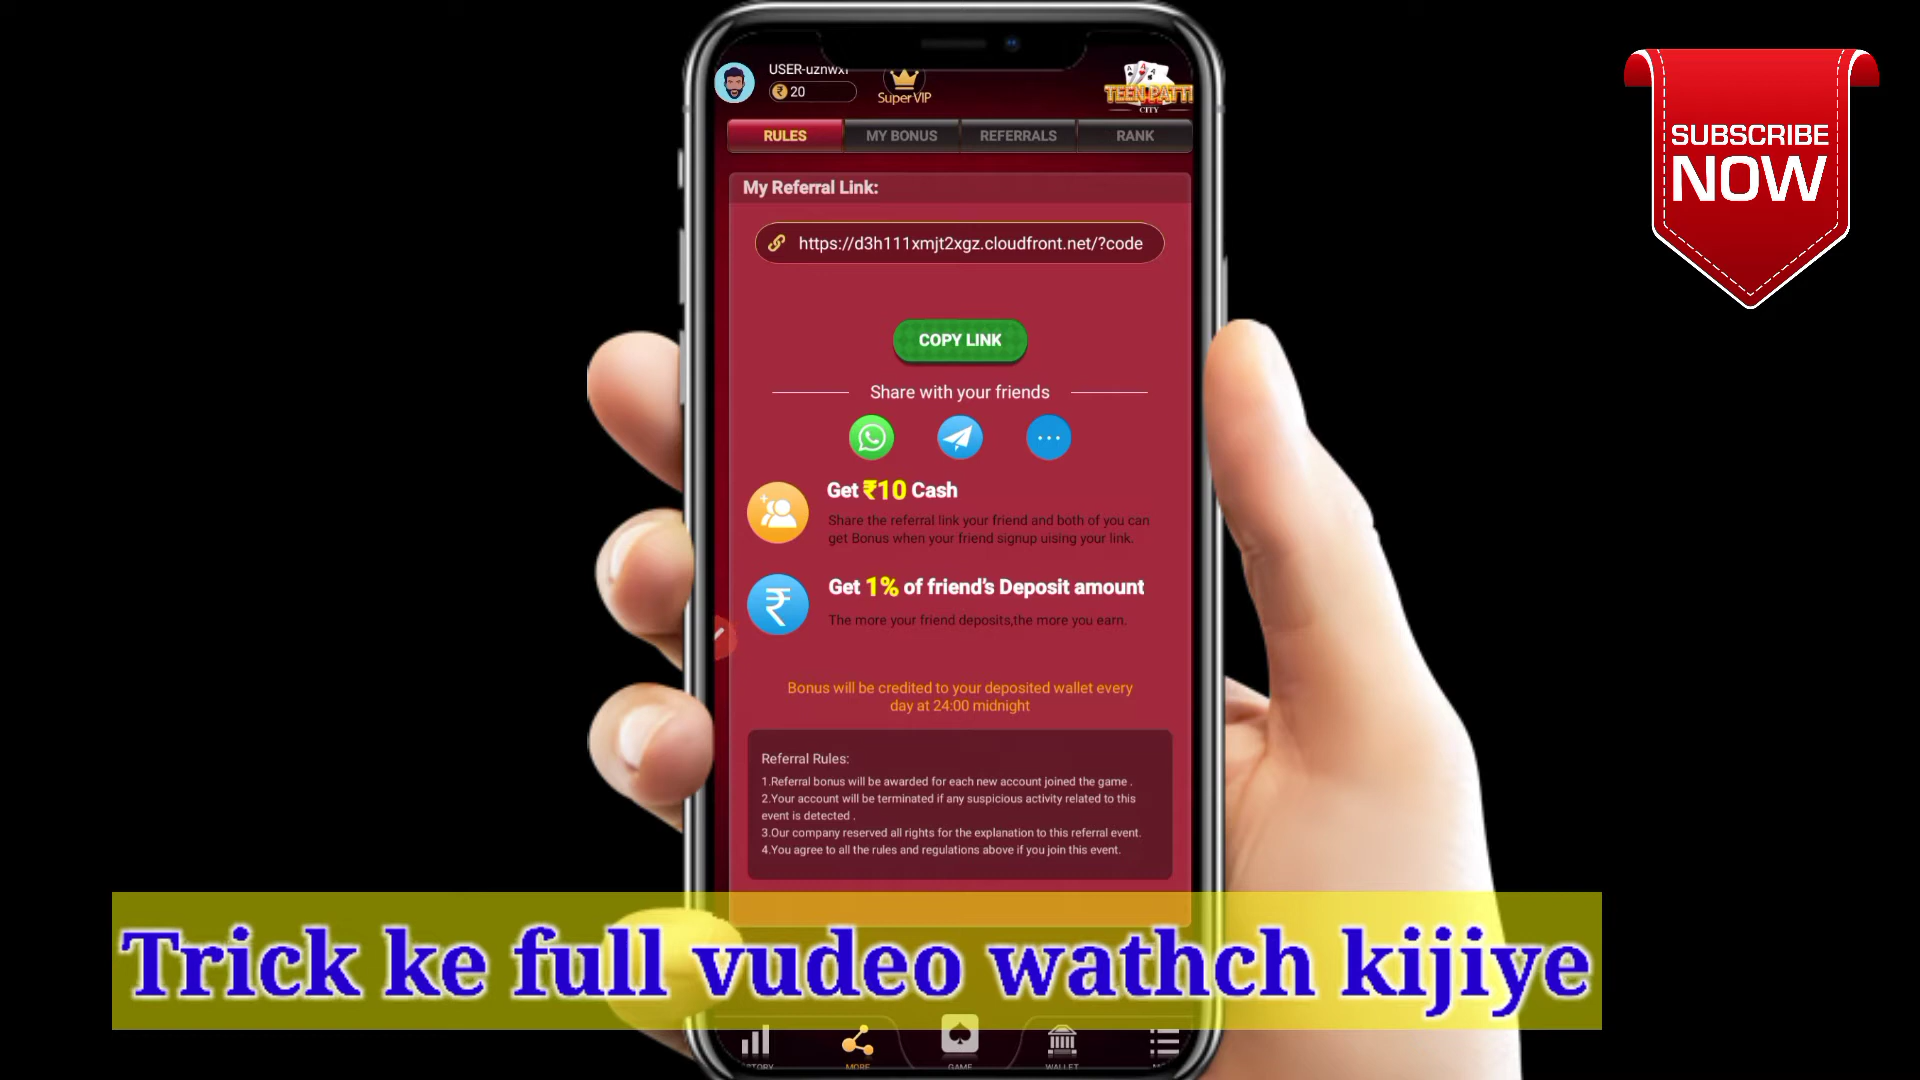 USER-uznwxr
₹ 20
SuperVIP
TEEN PATTI
CITY
RULES
MY BONUS
REFERRALS
RANK
My Referral Link:
https://d3h111xmjt2xgz.cloudfront.net/?code
COPY LINK
Share with your friends
Get ₹10 Cash
Share the referral link your friend and both of you can
get Bonus when your friend signup uising your link.
Get 1% of friend's Deposit amount
The more your friend deposits,the more you earn.
Bonus will be credited to your deposited wallet every
day at 24:00 midnight
Referral Rules:
1.Referral bonus will be awarded for each new account joined the game .
2.Your account will be terminated if any suspicious activity related to this
event is detected .
3.Our company reserved all rights for the explanation to this referral event.
4.You agree to all the rules and regulations above if you join this event.
SUBSCRIBE
NOW
Trick ke full vudeo wathch kijiye
MORE
GAME
WALLET